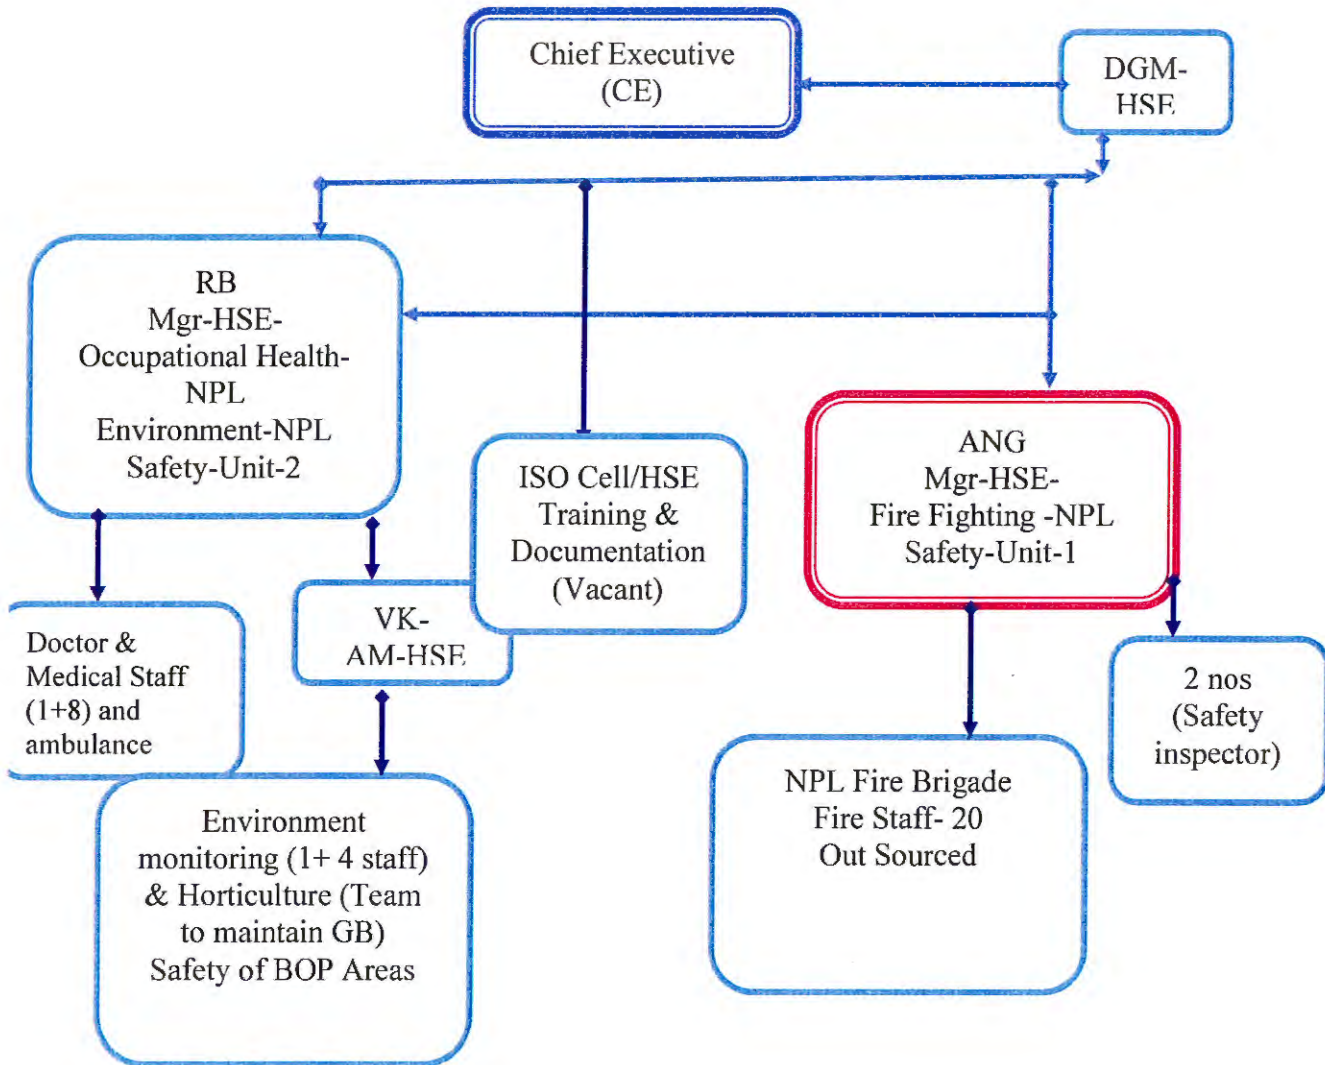 Chief Executive
(CE)
DGM-
HSE
RB
Mgr-HSE-
Occupational Health-
NPL
Environment-NPL
Safety-Unit-2
ISO Cell/HSE
Training &
Documentation
(Vacant)
ANG
Mgr-HSE-
Fire Fighting -NPL
Safety-Unit-1
Doctor &
Medical Staff
(1+8) and
ambulance
VK-
AM-HSE
2 nos
(Safety
inspector)
Environment
monitoring (1+ 4 staff)
& Horticulture (Team
to maintain GB)
Safety of BOP Areas
NPL Fire Brigade
Fire Staff- 20
Out Sourced